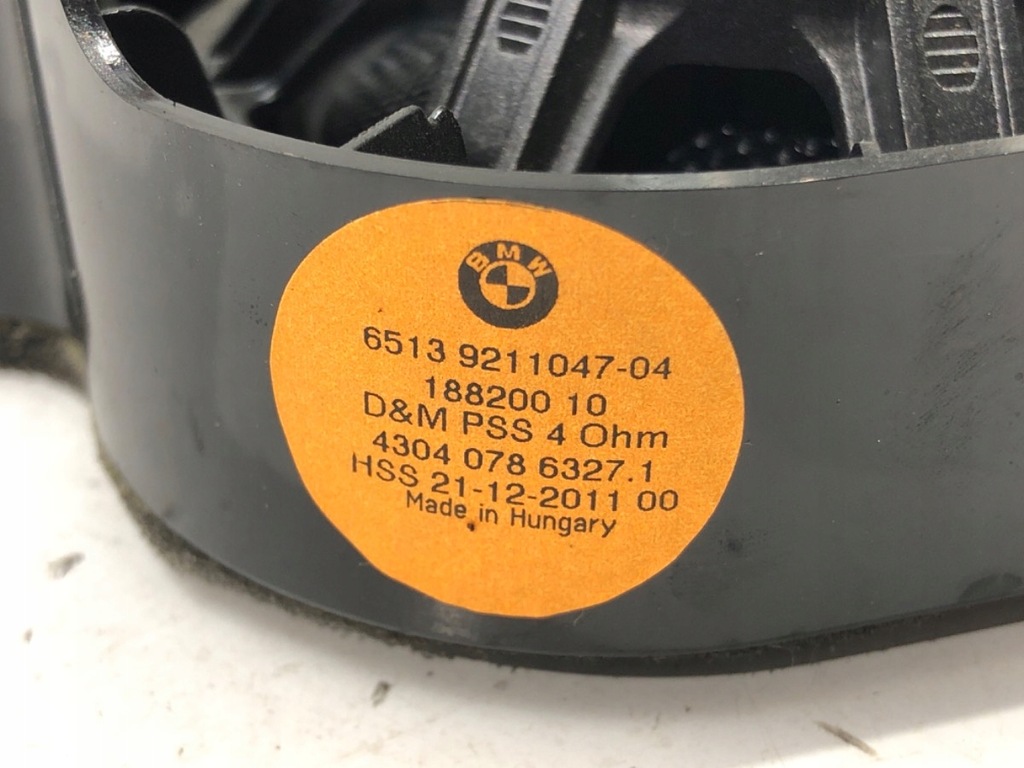 BMW
6513 9211047-04
188200 10
D&M PSS 4 Ohm
4304 078 6327.1
HSS 21-12-2011 00
Made in Hungary